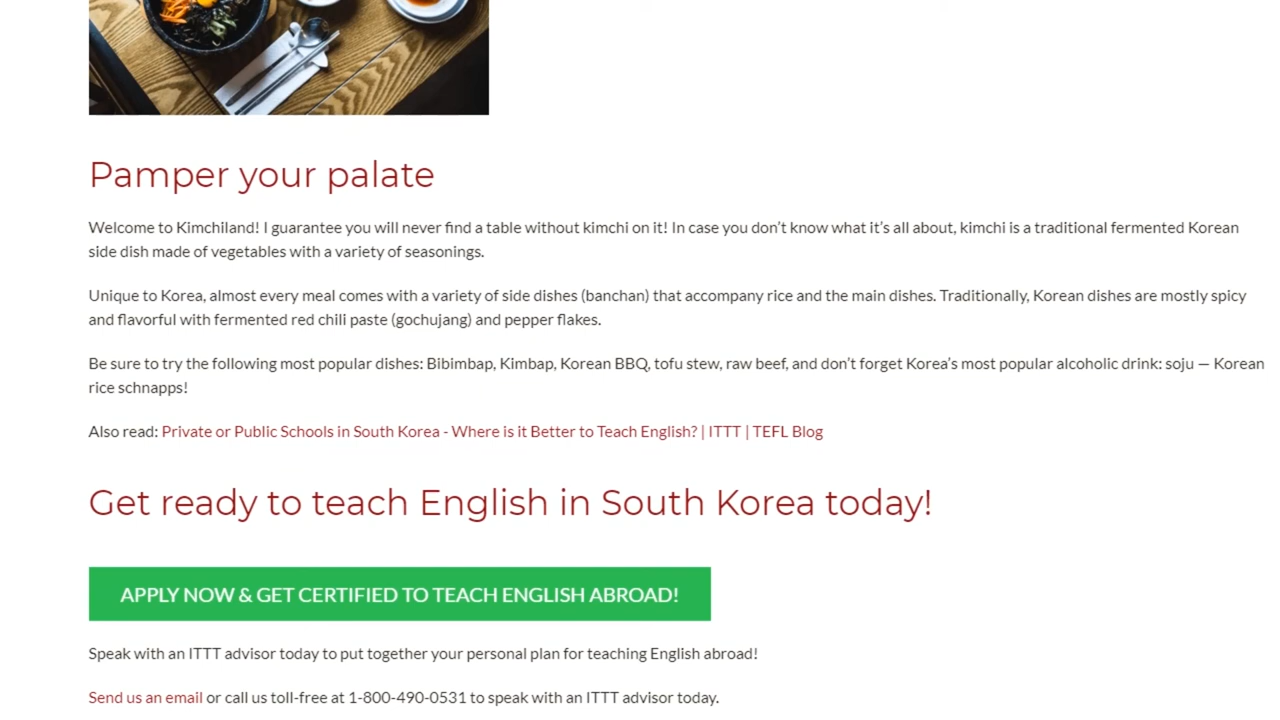 Pamper your palate
Welcome to Kimchiland! I guarantee you will never find a table without kimchi on it! In case you don’t know what it’s all about, kimchi is a traditional fermented Korean
side dish made of vegetables with a variety of seasonings.
Unique to Korea, almost every meal comes with a variety of side dishes (banchan) that accompany rice and the main dishes. Traditionally, Korean dishes are mostly spicy
and flavorful with fermented red chili paste (gochujang) and pepper flakes.
Be sure to try the following most popular dishes: Bibimbap, Kimbap, Korean BBQ, tofu stew, raw beef, and don’t forget Korea’s most popular alcoholic drink: soju — Korean
rice schnapps!
Also read: Private or Public Schools in South Korea - Where is it Better to Teach English? | ITTT | TEFL Blog
Get ready to teach English in South Korea today!
APPLY NOW & GET CERTIFIED TO TEACH ENGLISH ABROAD!
Speak with an ITTT advisor today to put together your personal plan for teaching English abroad!
Send us an email or call us toll-free at 1-800-490-0531 to speak with an ITTT advisor today.